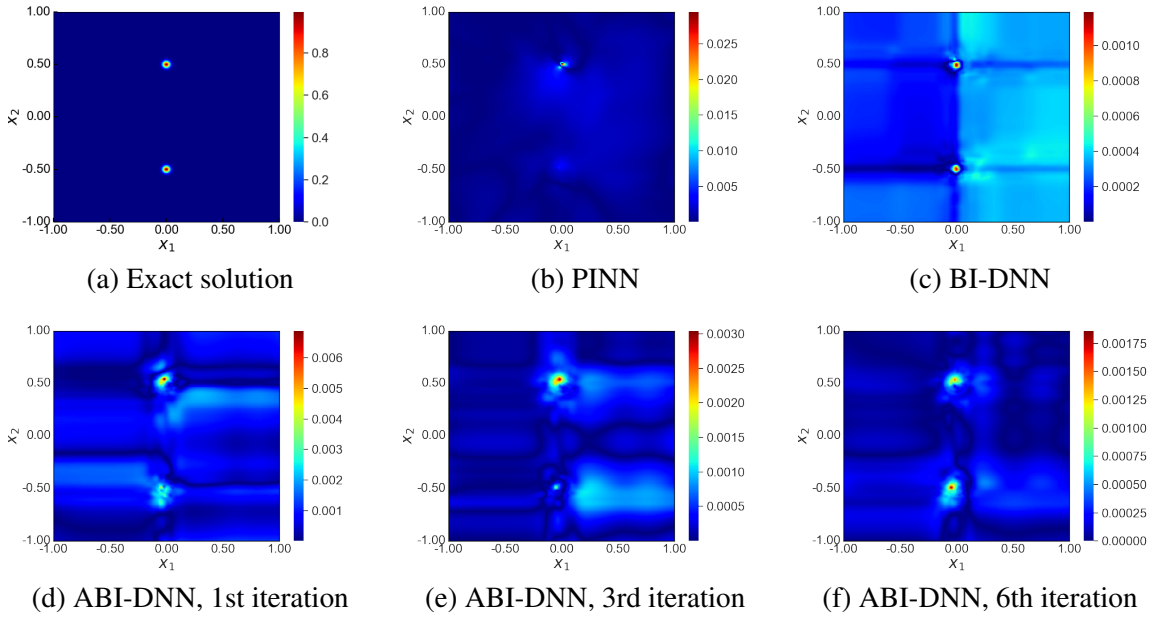 1.00
0.50
0.00
-0.50
-1.00
x₂
-1.00 -0.50 0.00 0.50 1.00
x₁
0.8
0.6
0.4
0.2
0.0
(a) Exact solution
1.00
0.50
0.00
-0.50
-1.00
x₂
-1.00 -0.50 0.00 0.50 1.00
x₁
0.025
0.020
0.015
0.010
0.005
(b) PINN
1.00
0.50
0.00
-0.50
-1.00
x₂
-1.00 -0.50 0.00 0.50 1.00
x₁
0.0010
0.0008
0.0006
0.0004
0.0002
(c) BI-DNN
1.00
0.50
0.00
-0.50
-1.00
x₂
-1.00 -0.50 0.00 0.50 1.00
x₁
0.006
0.005
0.004
0.003
0.002
0.001
(d) ABI-DNN, 1st iteration
1.00
0.50
0.00
-0.50
-1.00
x₂
-1.00 -0.50 0.00 0.50 1.00
x₁
0.0030
0.0025
0.0020
0.0015
0.0010
0.0005
(e) ABI-DNN, 3rd iteration
1.00
0.50
0.00
-0.50
-1.00
x₂
-1.00 -0.50 0.00 0.50 1.00
x₁
0.00175
0.00150
0.00125
0.00100
0.00075
0.00050
0.00025
0.00000
(f) ABI-DNN, 6th iteration